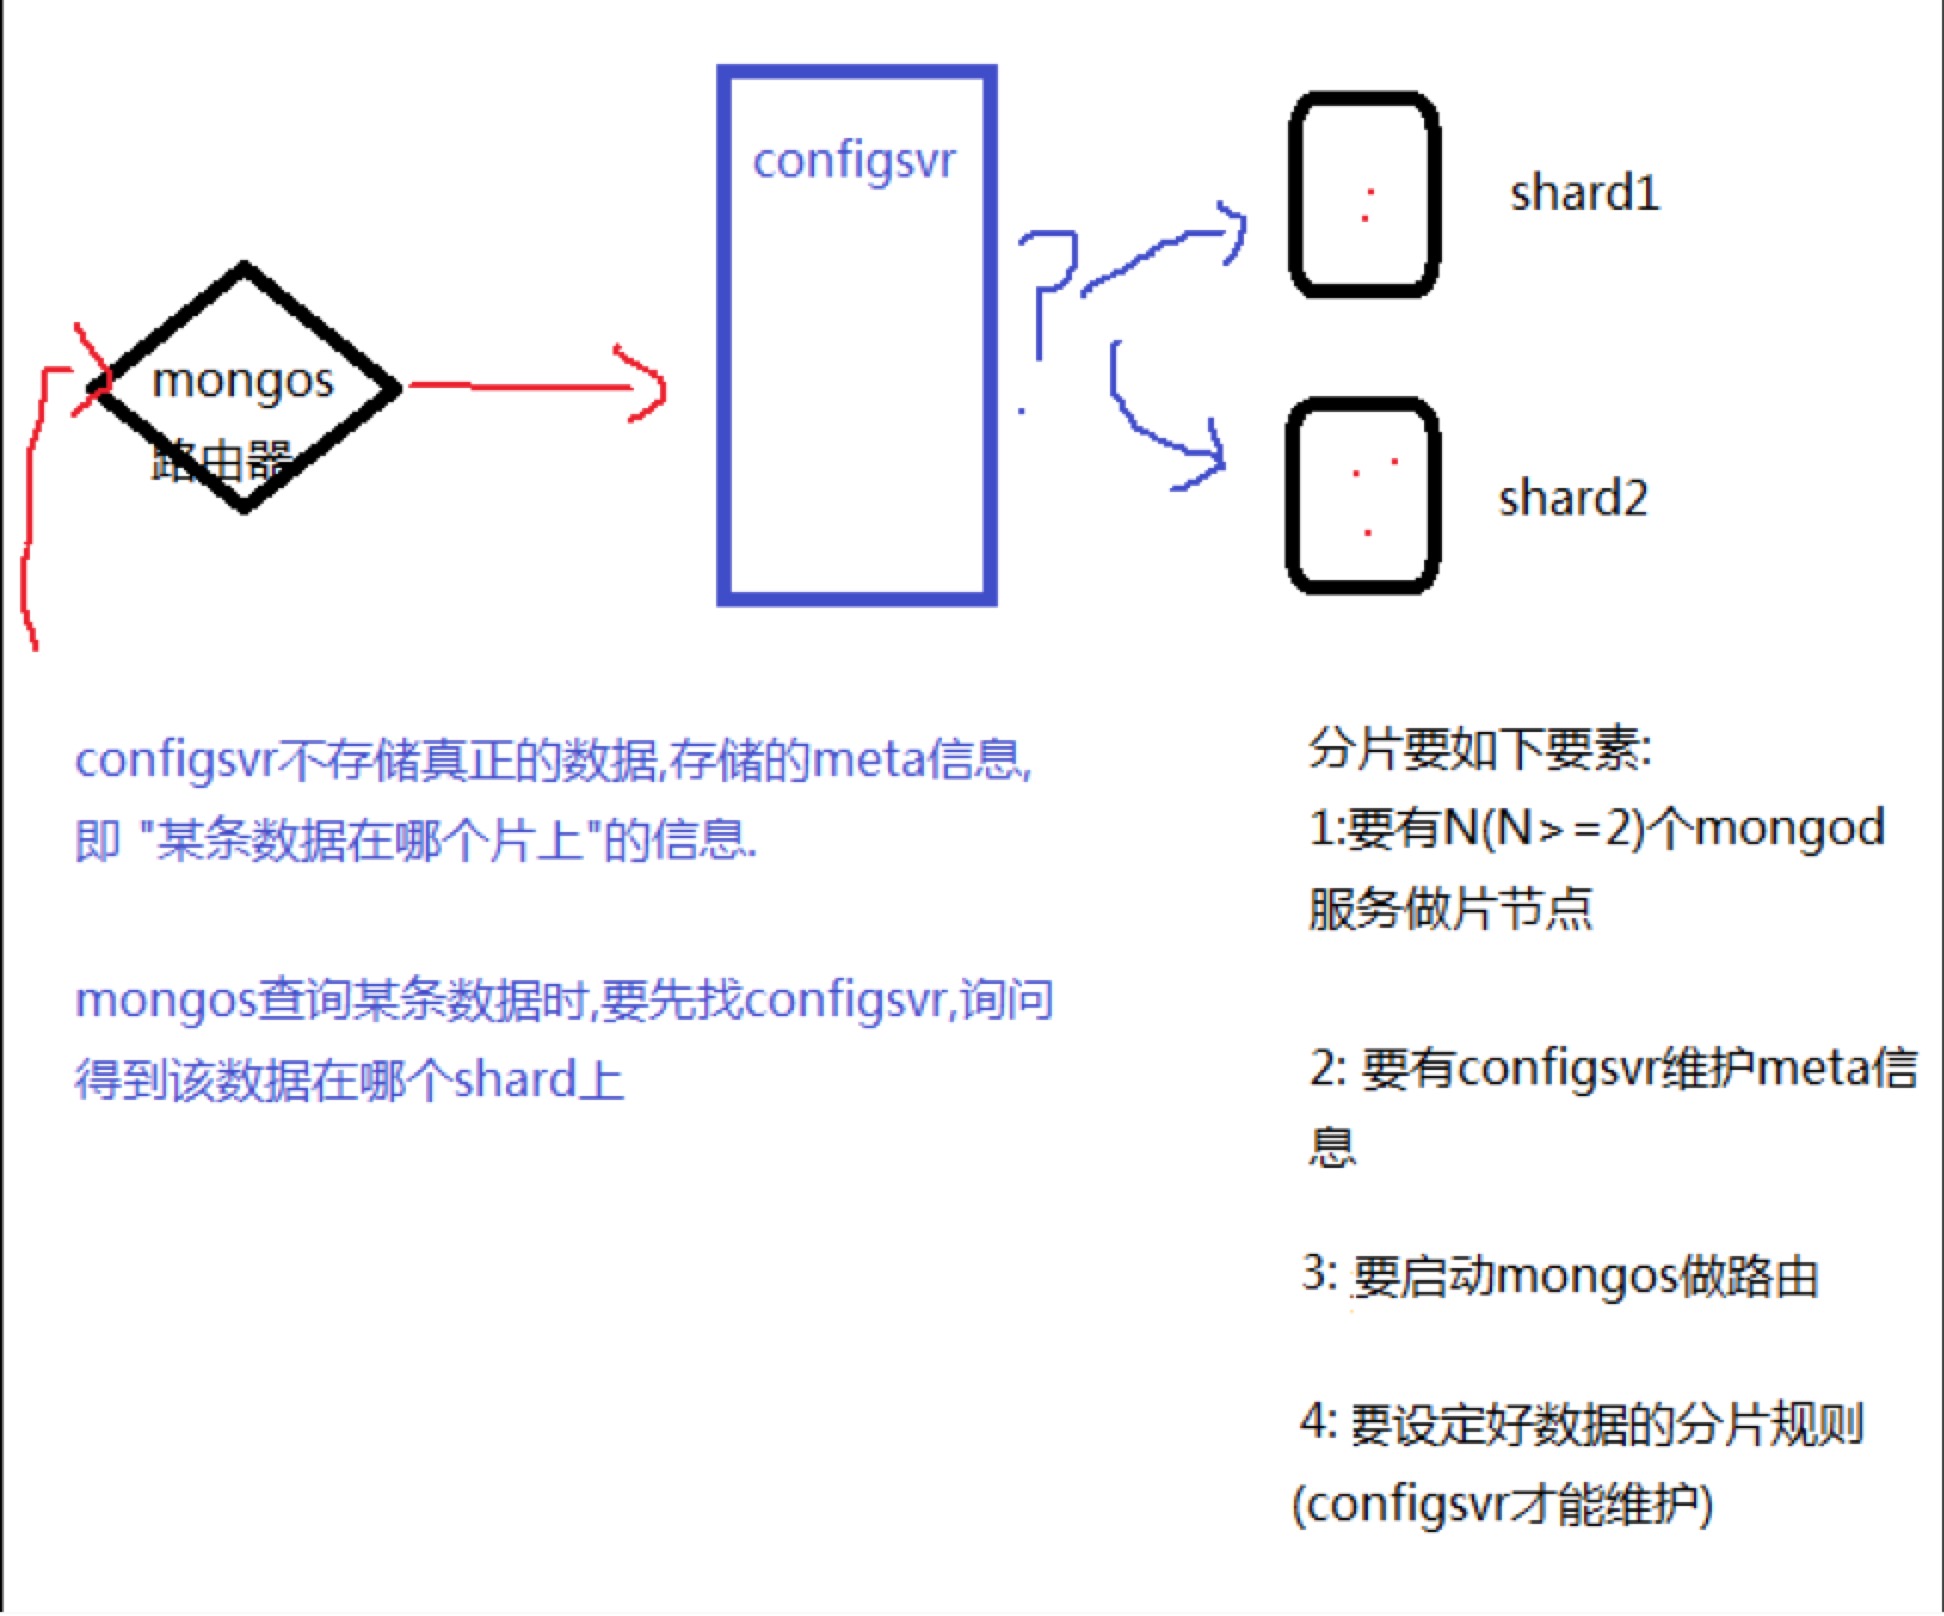 configsvr
shard1
mongos
路由器
shard2
?
configsvr不存储真正的数据,存储的meta信息,
即 "某条数据在哪个片上"的信息.
mongos查询某条数据时,要先找configsvr,询问
得到该数据在哪个shard上
分片要如下要素:
1:要有N(N>=2)个mongod
服务做片节点
2: 要有configsvr维护meta信
息
3: 要启动mongos做路由
4: 要设定好数据的分片规则
(configsvr才能维护)